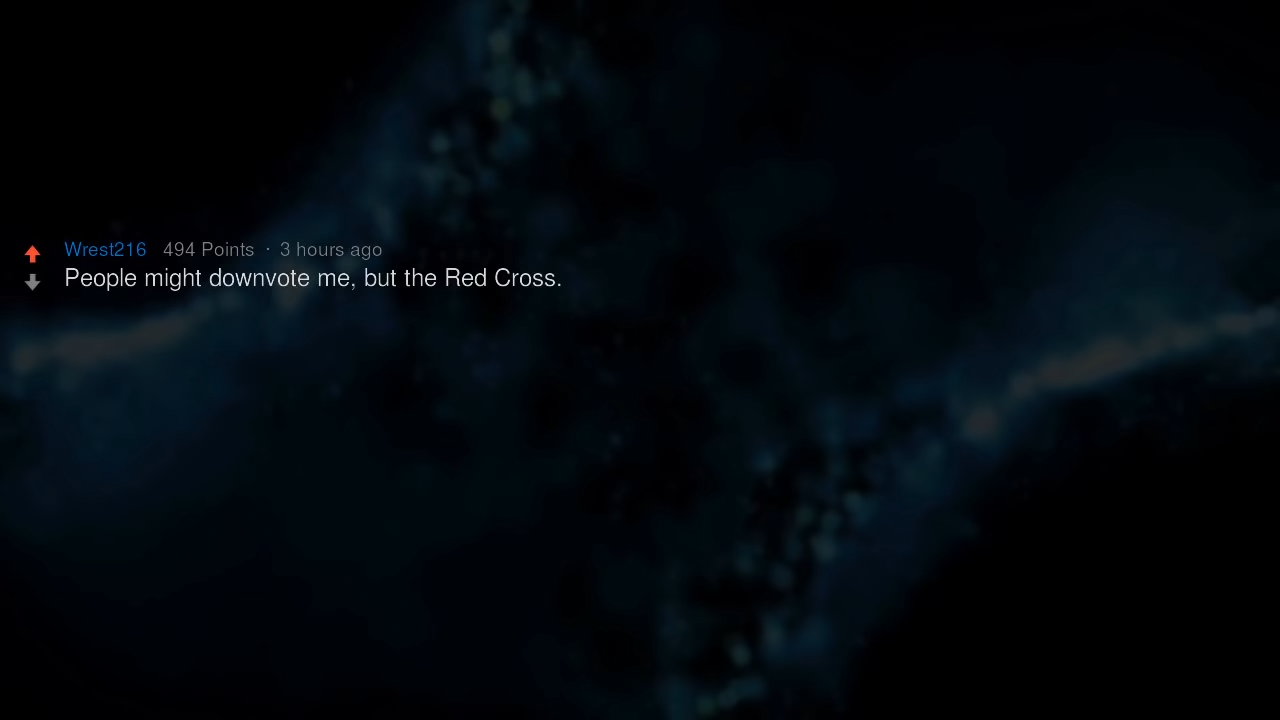 Wrest216 494 Points · 3 hours ago
People might downvote me, but the Red Cross.